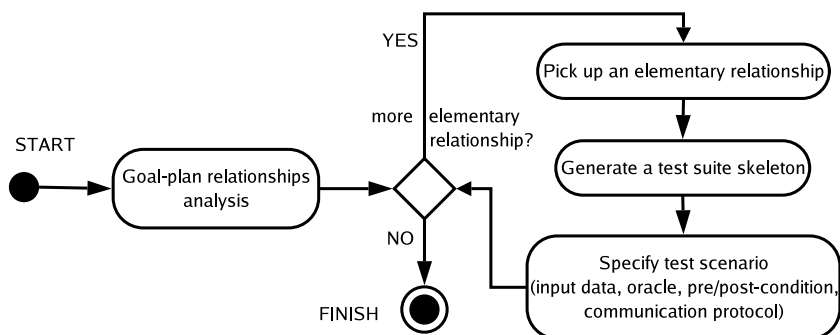 START
Goal-plan relationships
analysis
YES
more elementary
relationship?
NO
FINISH
Pick up an elementary relationship
Generate a test suite skeleton
Specify test scenario
(input data, oracle, pre/post-condition,
communication protocol)